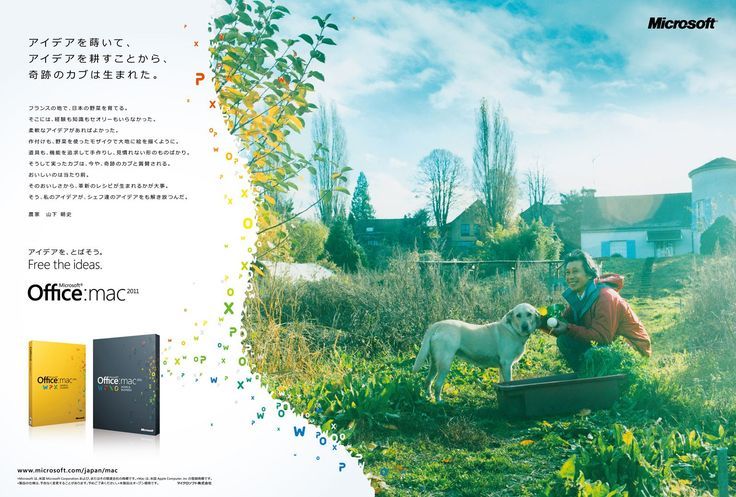 アイデアを蒔いて、
アイデアを耕すことから、
奇跡のカブは生まれた。
フランスの地で、日本の野菜を育てる。
そこには、経験も知識もセオリーもいらなかった。
柔軟なアイデアがあればよかった。
作付けも、野菜を使ったモザイクで大地に絵を描くように。
道具も、機能を追求して手作りし、見慣れない形のものばかり。
そうして実ったカブは、今や、奇跡のカブと賞賛される。
おいしいのは当たり前。
そのおいしさから、革新のレシピが生まれるかが大事。
そう、私のアイデアが、シェフ達のアイデアをも解き放つんだ。
農家 山下 朝史
アイデアを、とばそう。
Free the ideas.
Microsoft®
Office:mac 2011
Office:mac
Office:mac
Microsoft
www.microsoft.com/japan/mac
マイクロソフト株式会社
Microsoft